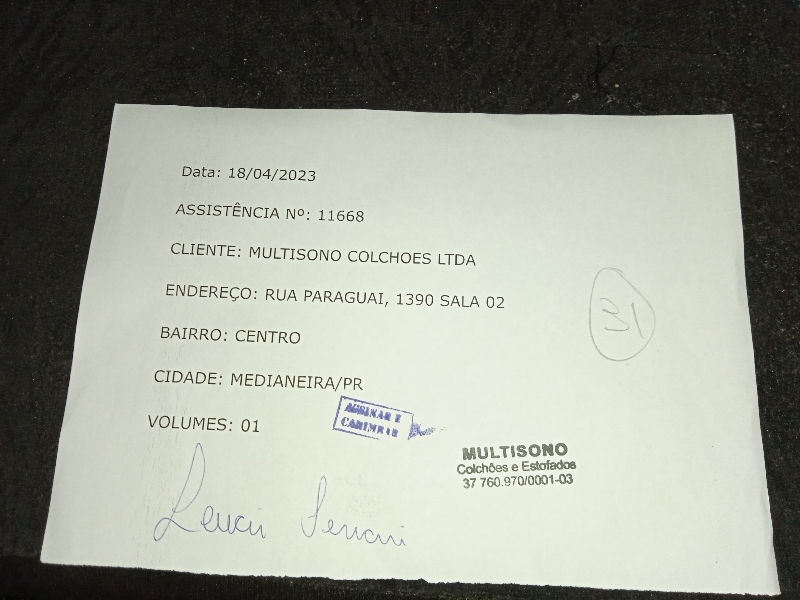 Data: 18/04/2023
ASSISTÊNCIA Nº: 11668
CLIENTE: MULTISONO COLCHOES LTDA
ENDEREÇO: RUA PARAGUAI, 1390 SALA 02
31
BAIRRO: CENTRO
CIDADE: MEDIANEIRA/PR
ASSINAR E
CARIMBAR
VOLUMES: 01
MULTISONO
Colchões e Estofados
37 760.970/0001-03